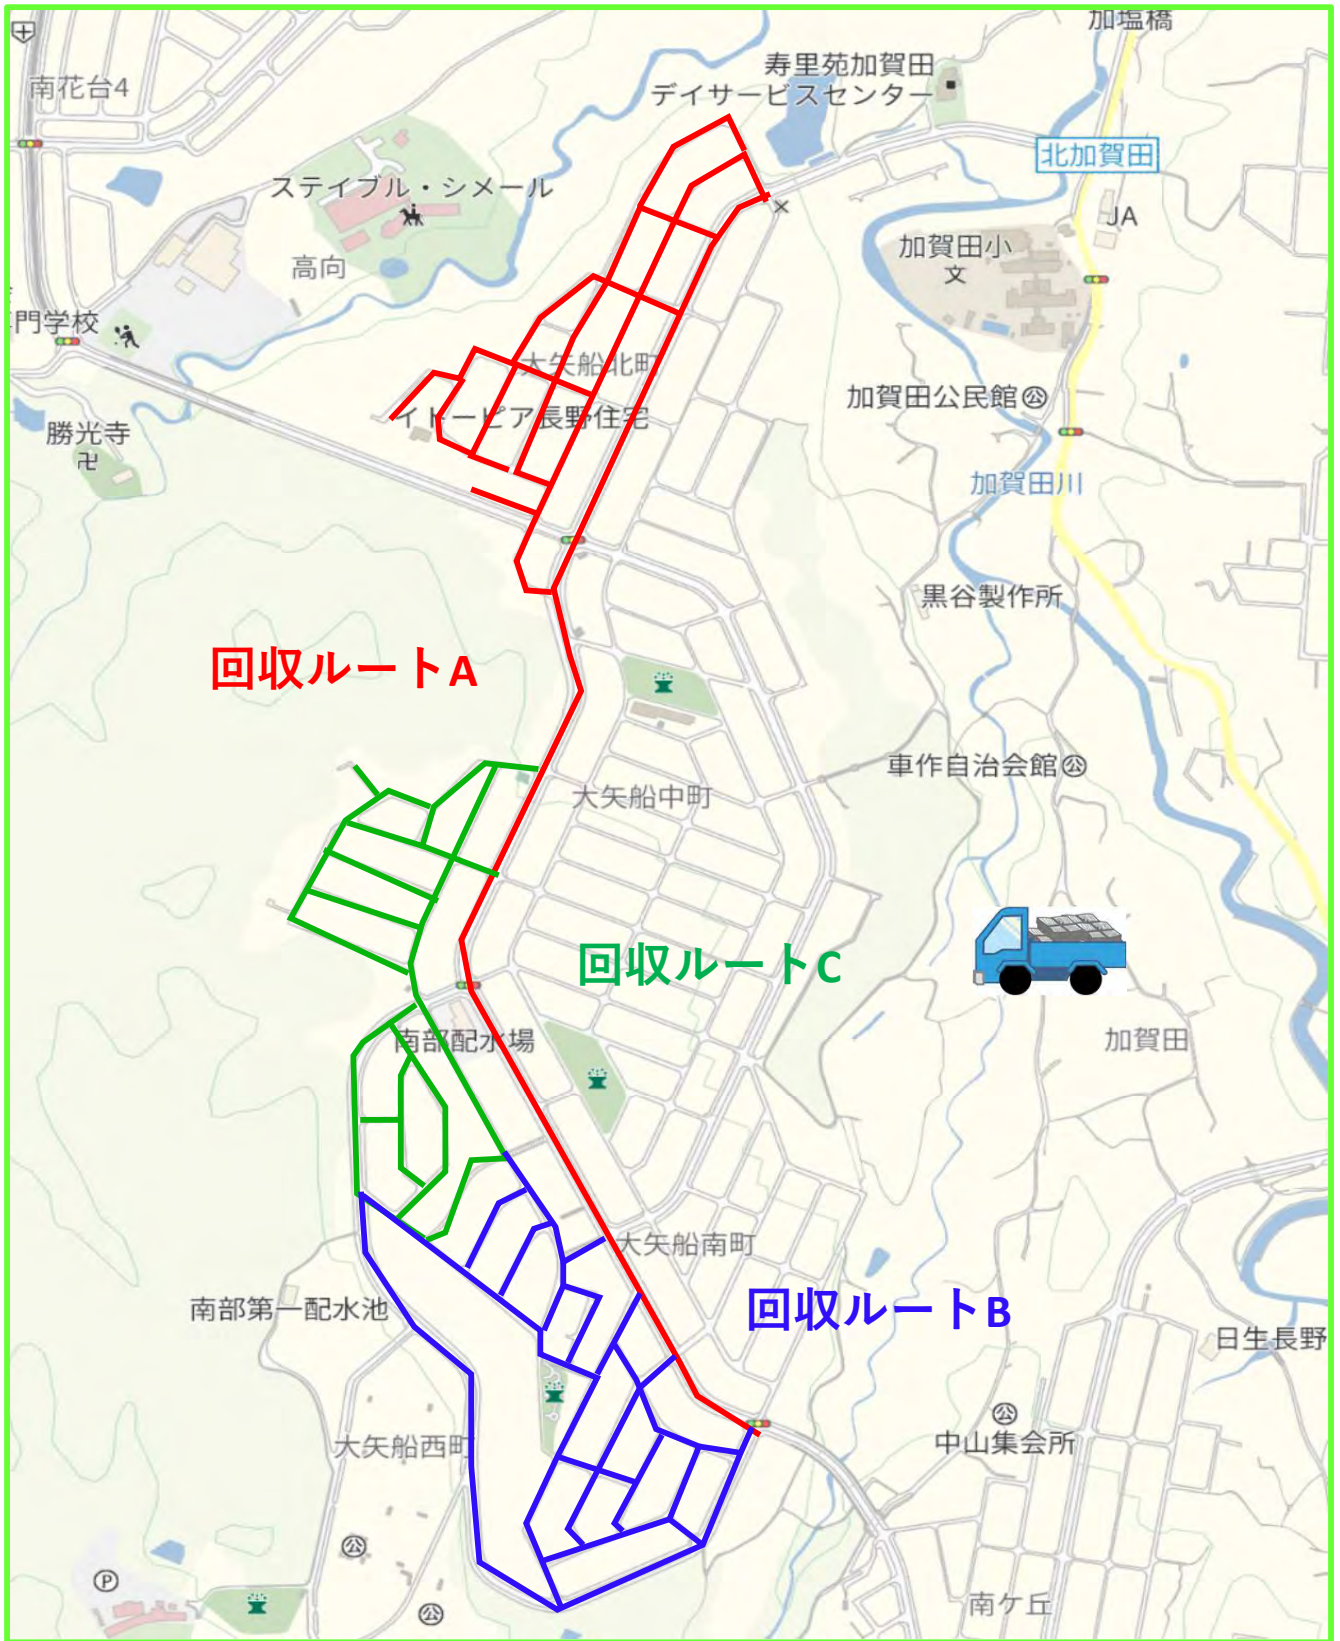 加塩橋
寿里苑加賀田
デイサービスセンター
南花台4
北加賀田
ステイブル・シメール
JA
加賀田小
文
高向
門学校
大矢船北町
加賀田公民館
公
イトーピア長野住宅
勝光寺
加賀田川
黒谷製作所
回収ルートA
車作自治会館
公
大矢船中町
回収ルートC
南部配水場
加賀田
大矢船南町
南部第一配水池
回収ルートB
日生長野
公
中山集会所
大矢船西町
公
P
公
南ケ丘